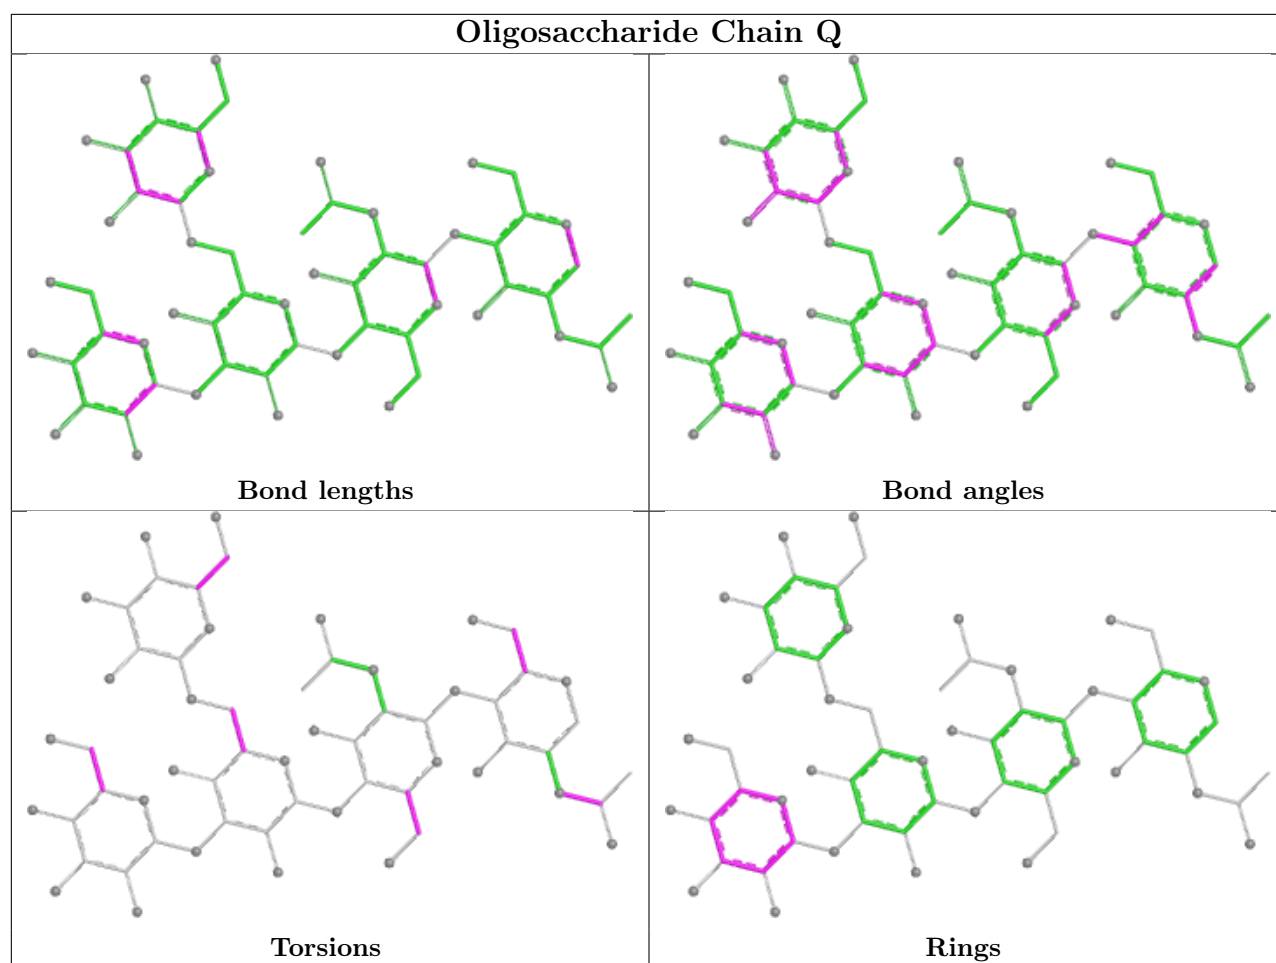 Oligosaccharide Chain Q
Bond lengths
Bond angles
Torsions
Rings